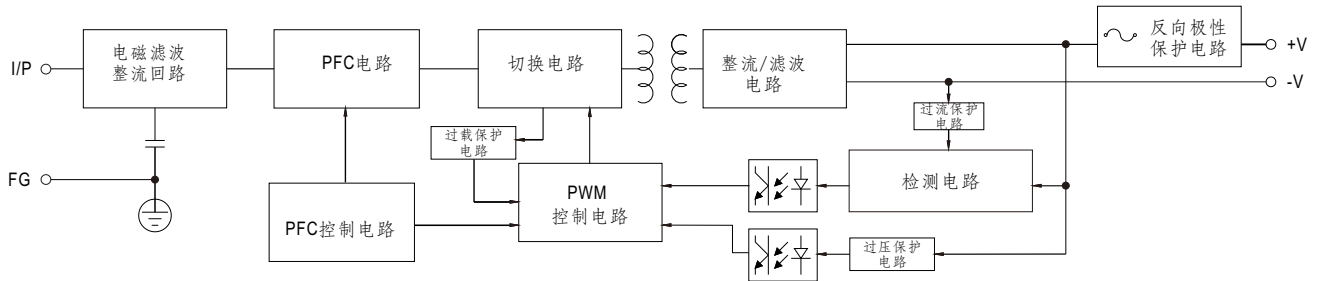 反向极性
保护电路
+V
电磁滤波
整流回路
PFC电路
切换电路
整流/滤波
电路
I/P
-V
过流保护
电路
过载保护
电路
FG
PWM
控制电路
检测电路
PFC控制电路
过压保护
电路